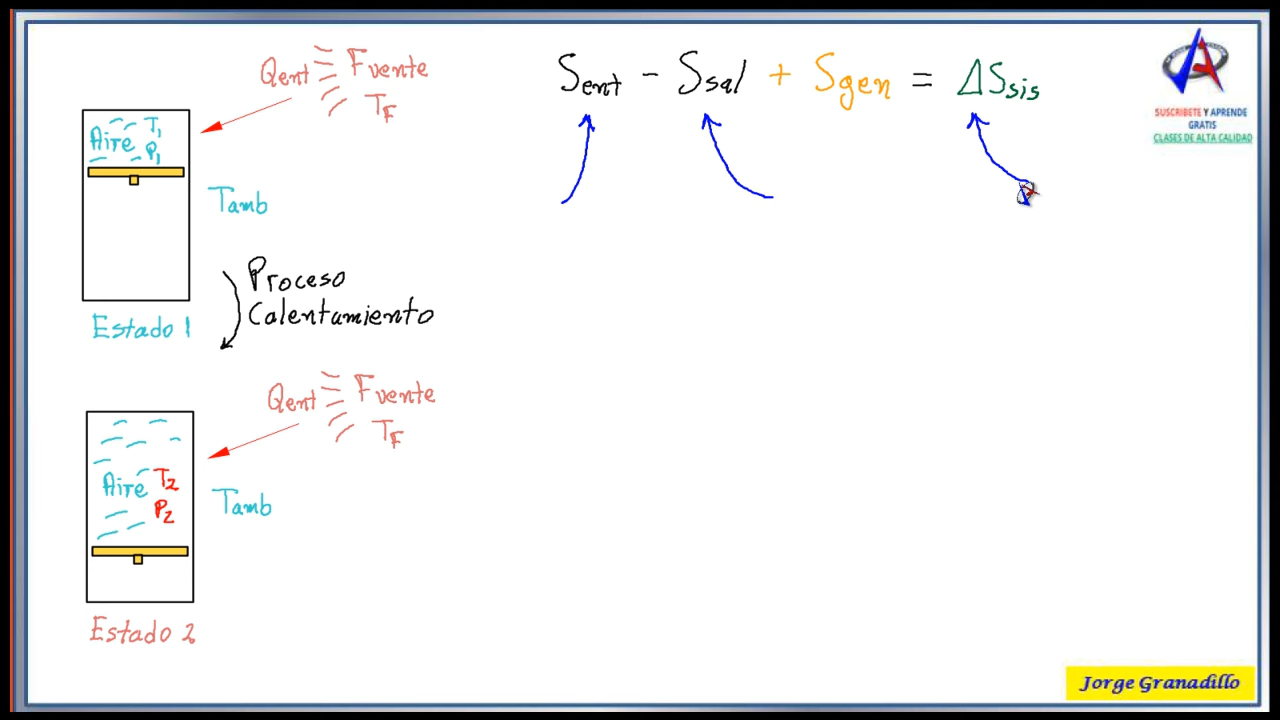 Qent Fuente
TF
Aire T1
P1
Tamb
Estado 1
Proceso
Calentamiento
Qent Fuente
TF
Aire T2
P2
Tamb
Estado 2
Sent - Ssal + Sgen = ΔSsis
SUSCRIBETE Y APRENDE
GRATIS
CLASES DE ALTA CALIDAD
Jorge Granadillo